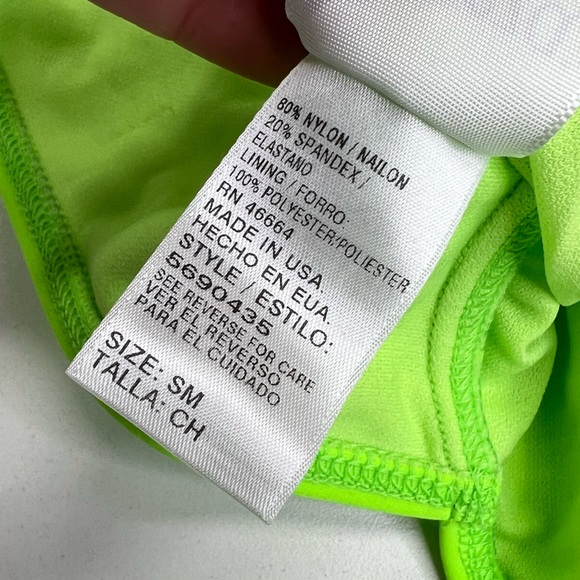 80% NYLON / NAILON
20% SPANDEX /
ELASTANO
LINING / FORRO
100% POLYESTER/POLIESTER
RN 46664
MADE IN USA
HECHO EN EUA.
STYLE / ESTILO:
5690435
SEE REVERSE FOR CARE
VER EL REVERSO
PARA EL CUIDADO
SIZE: SM
TALLA: CH